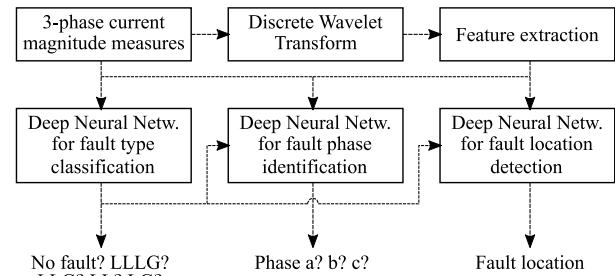 3-phase current
magnitude measures
Discrete Wavelet
Transform
Feature extraction
Deep Neural Netw.
for fault type
classification
Deep Neural Netw.
for fault phase
identification
Deep Neural Netw.
for fault location
detection
No fault? LLLG?
Phase a? b? c?
Fault location